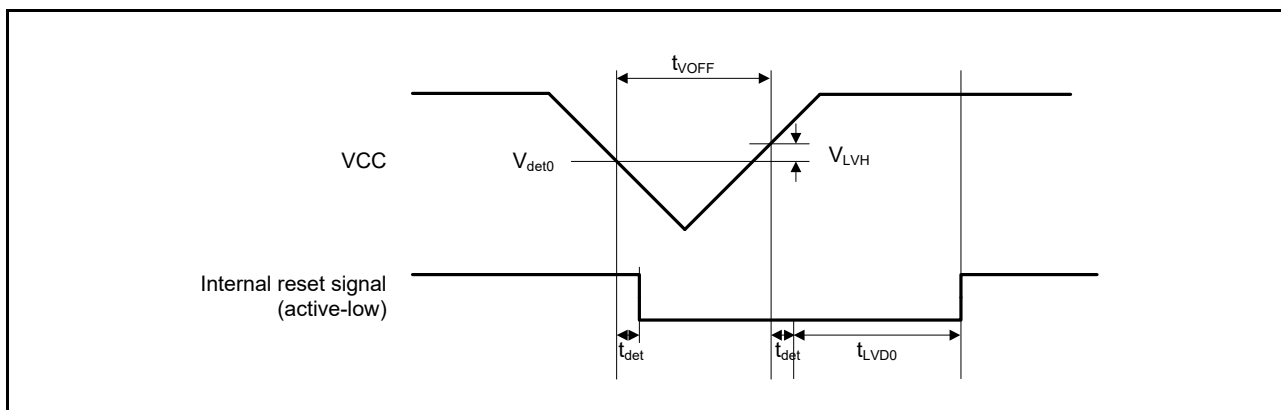 tVOFF
VCC
Vdet0
VLVH
Internal reset signal
(active-low)
tdet
tdet
tLVD0